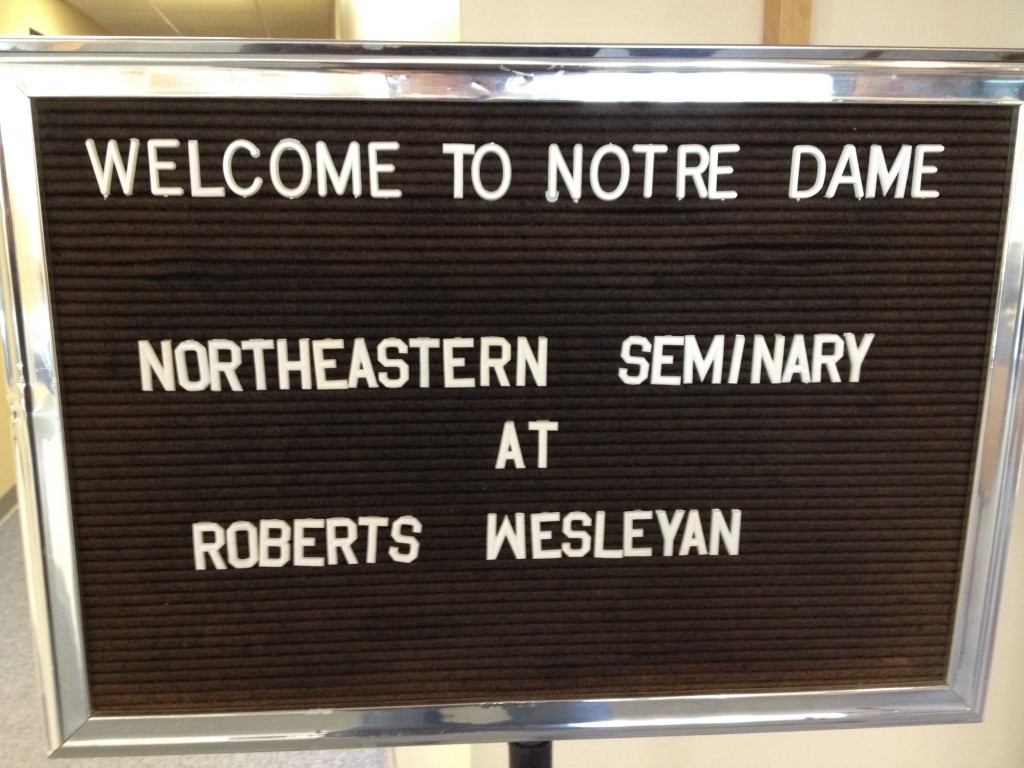 WELCOME TO NOTRE DAME
NORTHEASTERN SEMINARY
AT
ROBERTS WESLEYAN